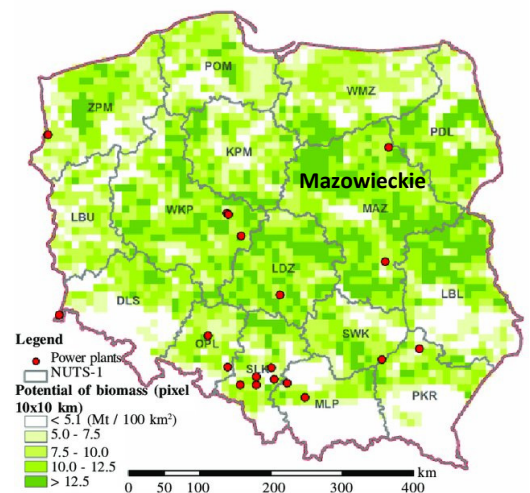 POM
WMZ
ZPM
PDL
KPM
Mazowieckie
MAZ
WKP
LBU
LDZ
DLS
LBL
SWK
OPL
SLK
MLP
PKR
Legend
Power plants
NUTS-1
Potential of biomass (pixel
10x10 km)
< 5.1 (Mt / 100 km²)
5.0 - 7.5
7.5 - 10.0
10.0 - 12.5
> 12.5
km
0 100 200 300 400